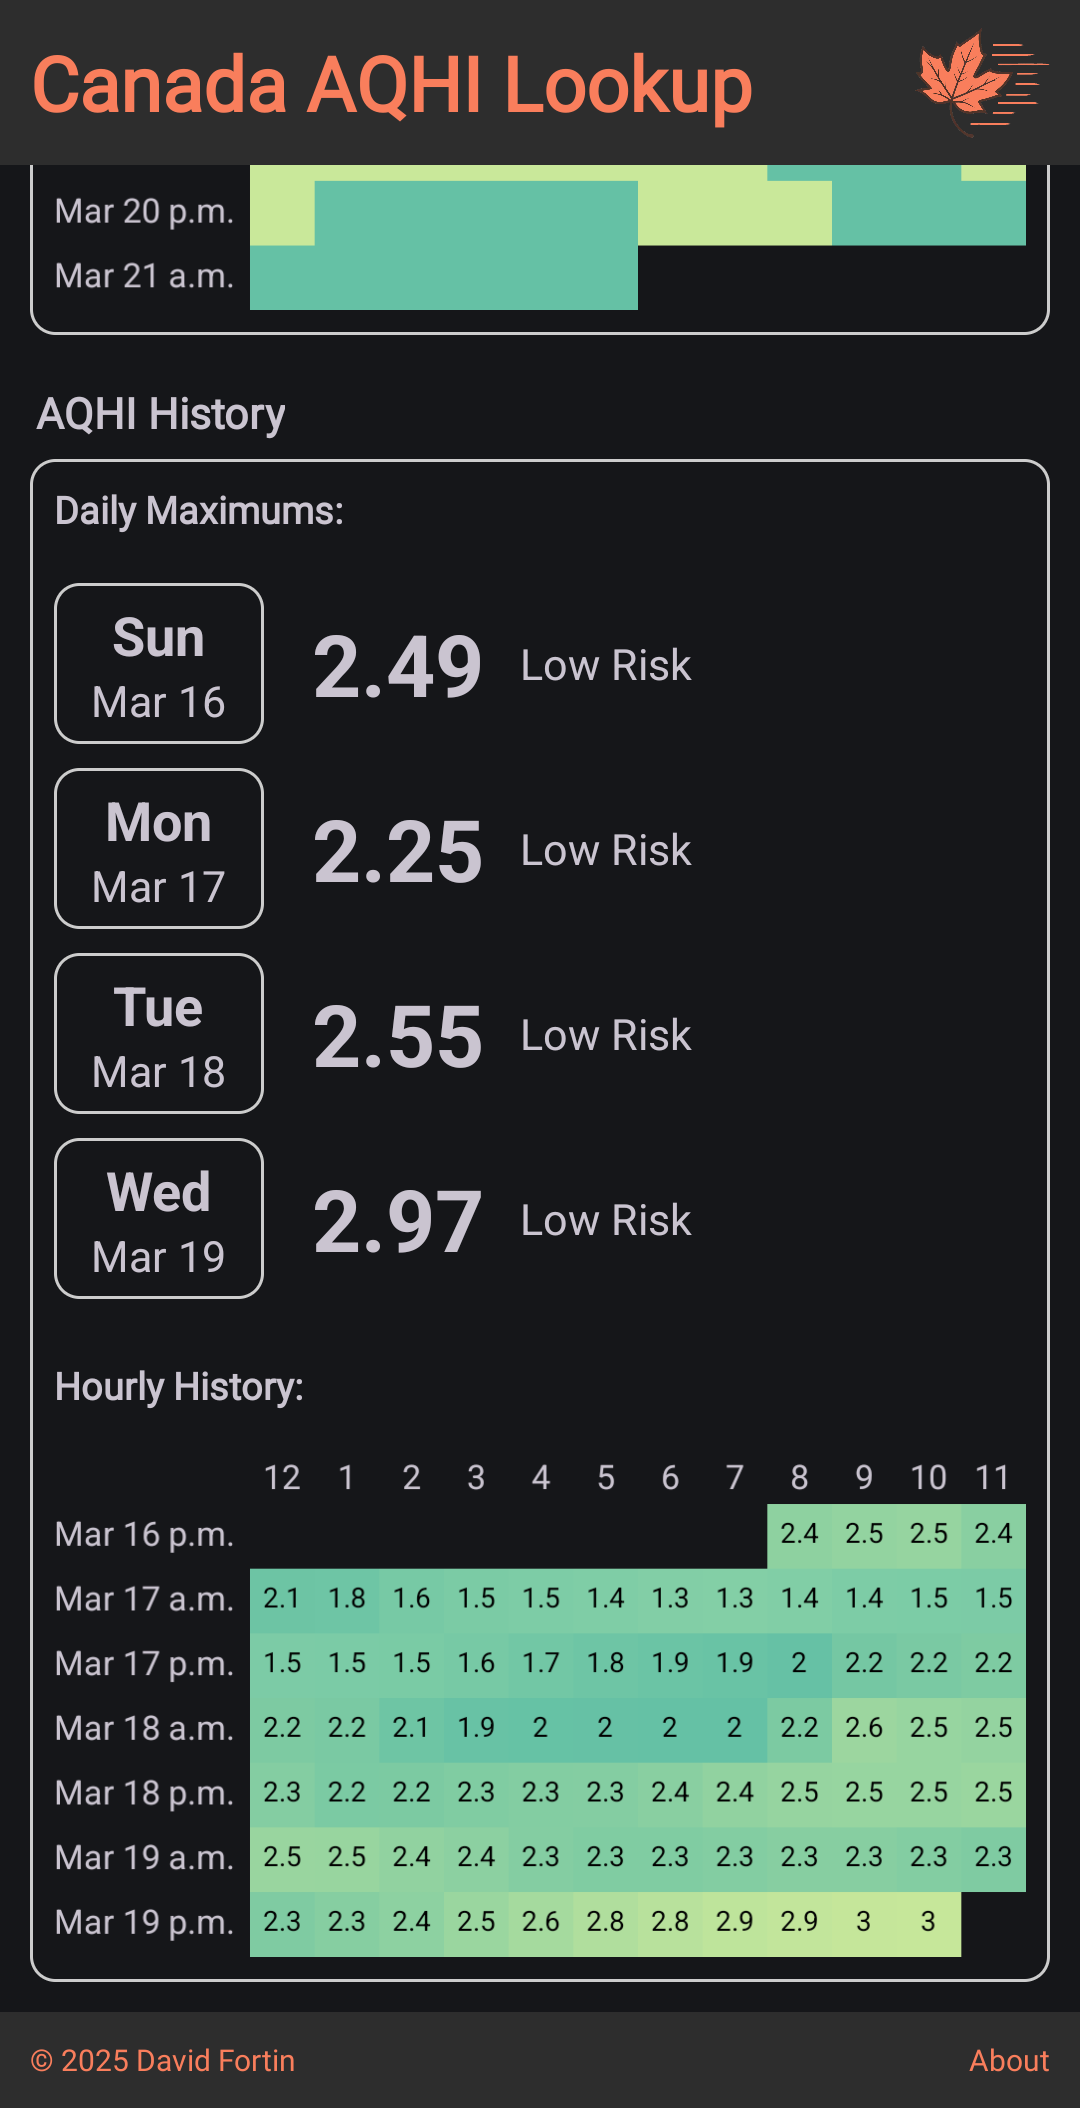 Canada AQHI Lookup
Mar 20 p.m.
Mar 21 a.m.
AQHI History
Daily Maximums:
Sun
Mar 16
2.49 Low Risk
Mon
Mar 17
2.25 Low Risk
Tue
Mar 18
2.55 Low Risk
Wed
Mar 19
2.97 Low Risk
Hourly History:
12 1 2 3 4 5 6 7 8 9 10 11
Mar 16 p.m. 2.4 2.5 2.5 2.4
Mar 17 a.m. 2.1 1.8 1.6 1.5 1.5 1.4 1.3 1.3 1.4 1.4 1.5 1.5
Mar 17 p.m. 1.5 1.5 1.5 1.6 1.7 1.8 1.9 1.9 2 2.2 2.2 2.2
Mar 18 a.m. 2.2 2.2 2.1 1.9 2 2 2 2 2.2 2.6 2.5 2.5
Mar 18 p.m. 2.3 2.2 2.2 2.3 2.3 2.3 2.4 2.4 2.5 2.5 2.5 2.5
Mar 19 a.m. 2.5 2.5 2.4 2.4 2.3 2.3 2.3 2.3 2.3 2.3 2.3 2.3
Mar 19 p.m. 2.3 2.3 2.4 2.5 2.6 2.8 2.8 2.9 2.9 3 3
© 2025 David Fortin
About